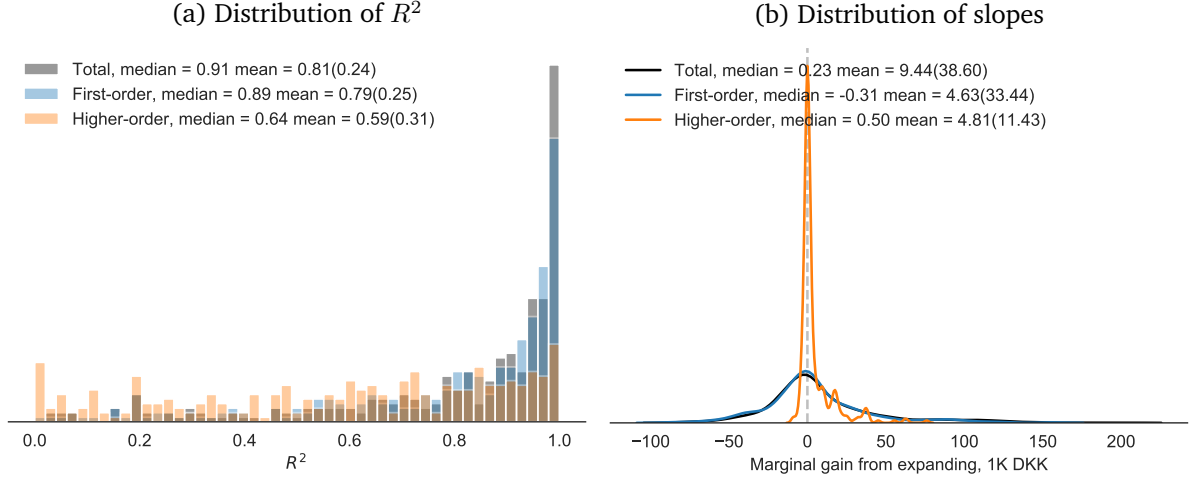 (a) Distribution of R²
Total, median = 0.91 mean = 0.81(0.24)
First-order, median = 0.89 mean = 0.79(0.25)
Higher-order, median = 0.64 mean = 0.59(0.31)
0.0 0.2 0.4 0.6 0.8 1.0
R²
(b) Distribution of slopes
Total, median = 0.23 mean = 9.44(38.60)
First-order, median = -0.31 mean = 4.63(33.44)
Higher-order, median = 0.50 mean = 4.81(11.43)
−100 −50 0 50 100 150 200
Marginal gain from expanding, 1K DKK